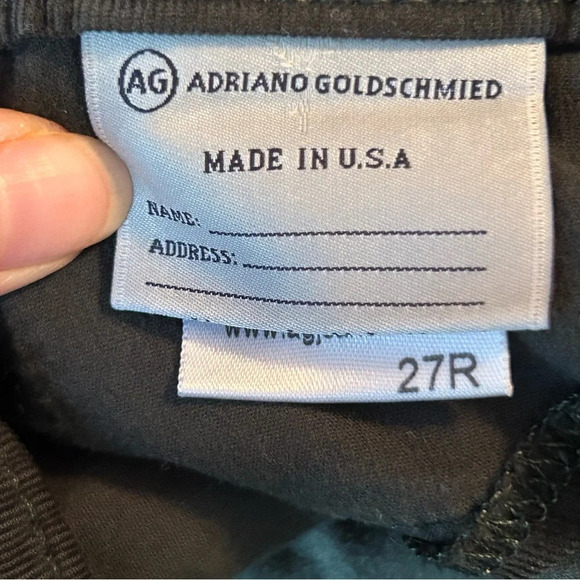 AG ADRIANO GOLDSCHMIED
MADE IN U.S.A
NAME:
ADDRESS:
27R